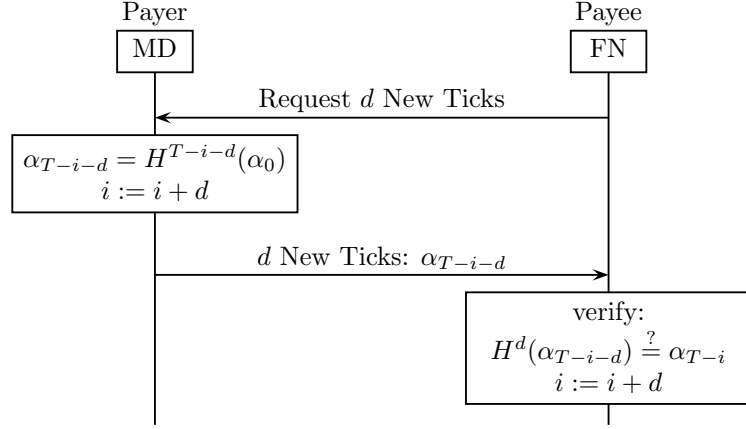 Payer Payee
MD FN
Request d New Ticks
α_{T−i−d} = H^{T−i−d}(α_0)
i := i + d
d New Ticks: α_{T−i−d}
verify:
H^d(α_{T−i−d}) ≟ α_{T−i}
i := i + d